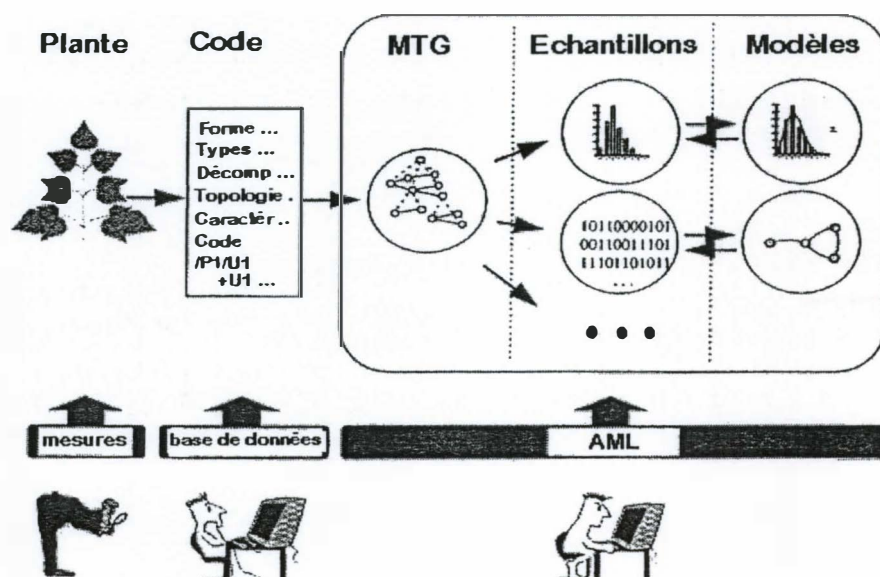 Plante
Code
MTG
Echantillons
Modèles
Forme ...
Types ...
Décomp ...
Topologie .
Caractér ..
Code
/P1/U1
+U1 ...
10110000101
00110011101
11101101011
...
mesures
base de données
AML